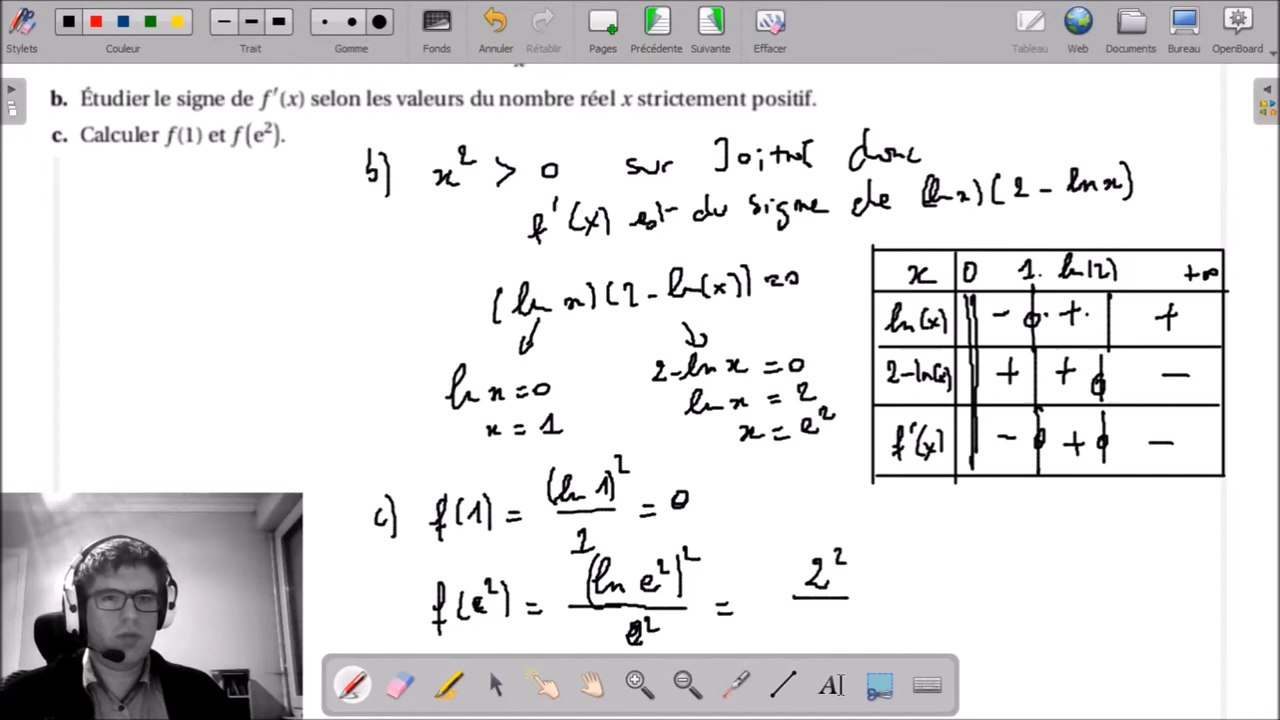 Stylets Couleur Trait Gomme Fonds Annuler Rétablir Pages Précédente Suivante Effacer Tableau Web Documents Bureau OpenBoard
b. Étudier le signe de f'(x) selon les valeurs du nombre réel x strictement positif.
c. Calculer f(1) et f(e²).
b) x² > 0 sur ]0;+∞[ donc
f'(x) est du signe de (ln x)(2 - ln x)
(ln x)(2 - ln(x)) = 0
ln x = 0
x = 1
2 - ln x = 0
ln x = 2
x = e²
x 0 1 ln(2) +∞
ln(x) - 0 + +
2-ln(x) + + 0 -
f'(x) - 0 + 0 -
c) f(1) = (ln 1)² / 1 = 0
f(e²) = (ln e²)² / e² = 2²